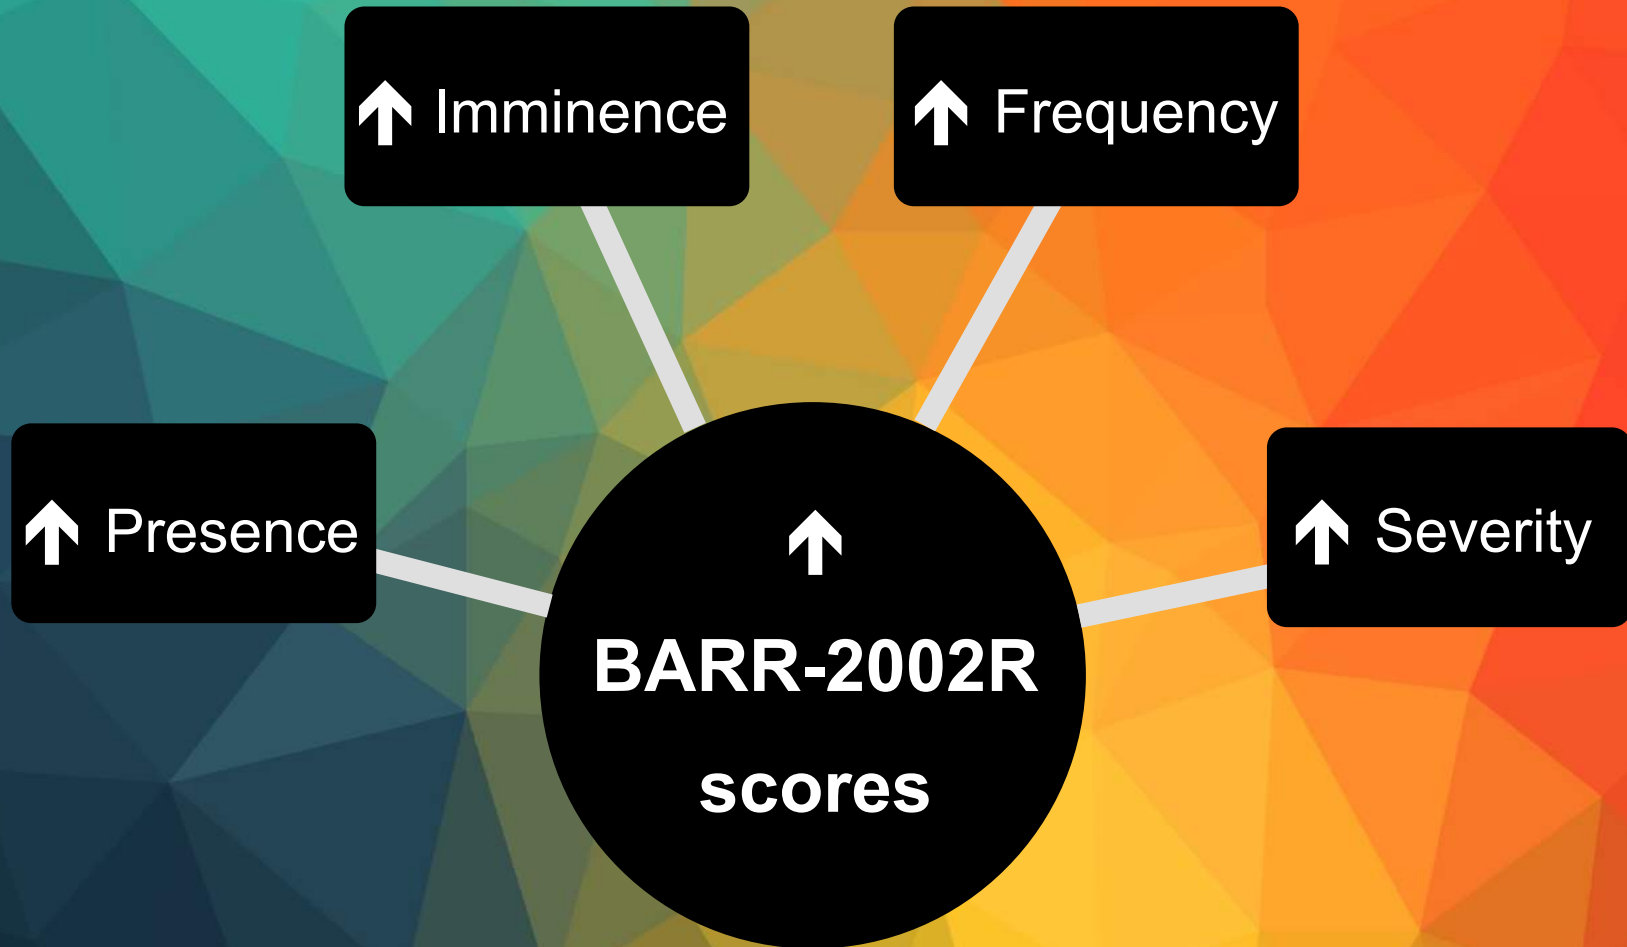 ↑ Imminence
↑ Frequency
↑ Presence
↑ Severity
↑
BARR-2002R
scores